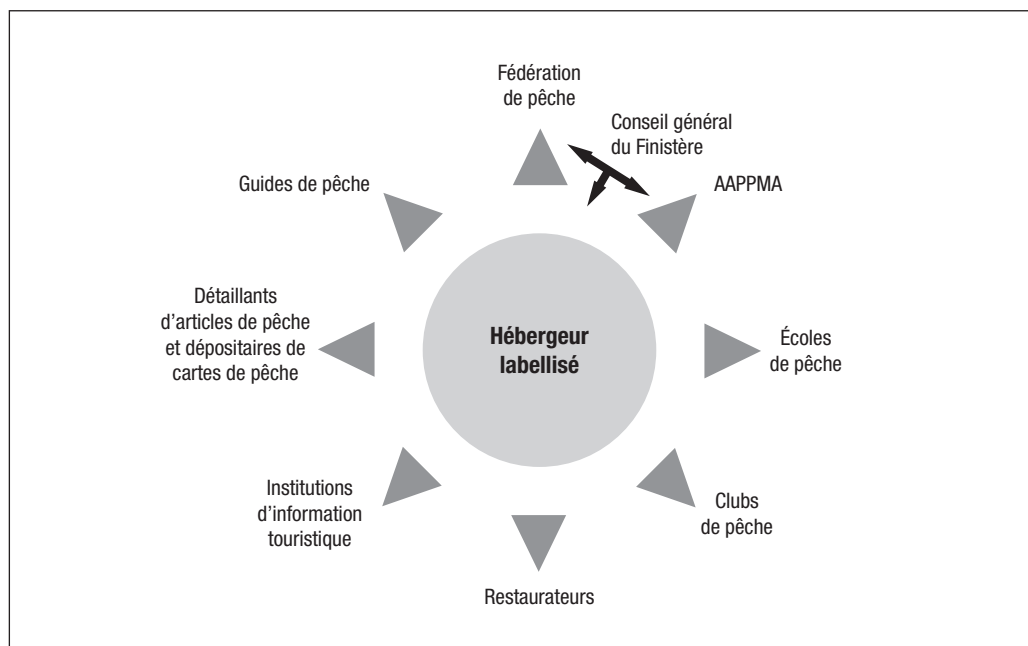 Fédération
de pêche
Conseil général
du Finistère
Guides de pêche
AAPPMA
Détaillants
d’articles de pêche
et dépositaires de
cartes de pêche
Hébergeur
labellisé
Écoles
de pêche
Institutions
d’information
touristique
Clubs
de pêche
Restaurateurs